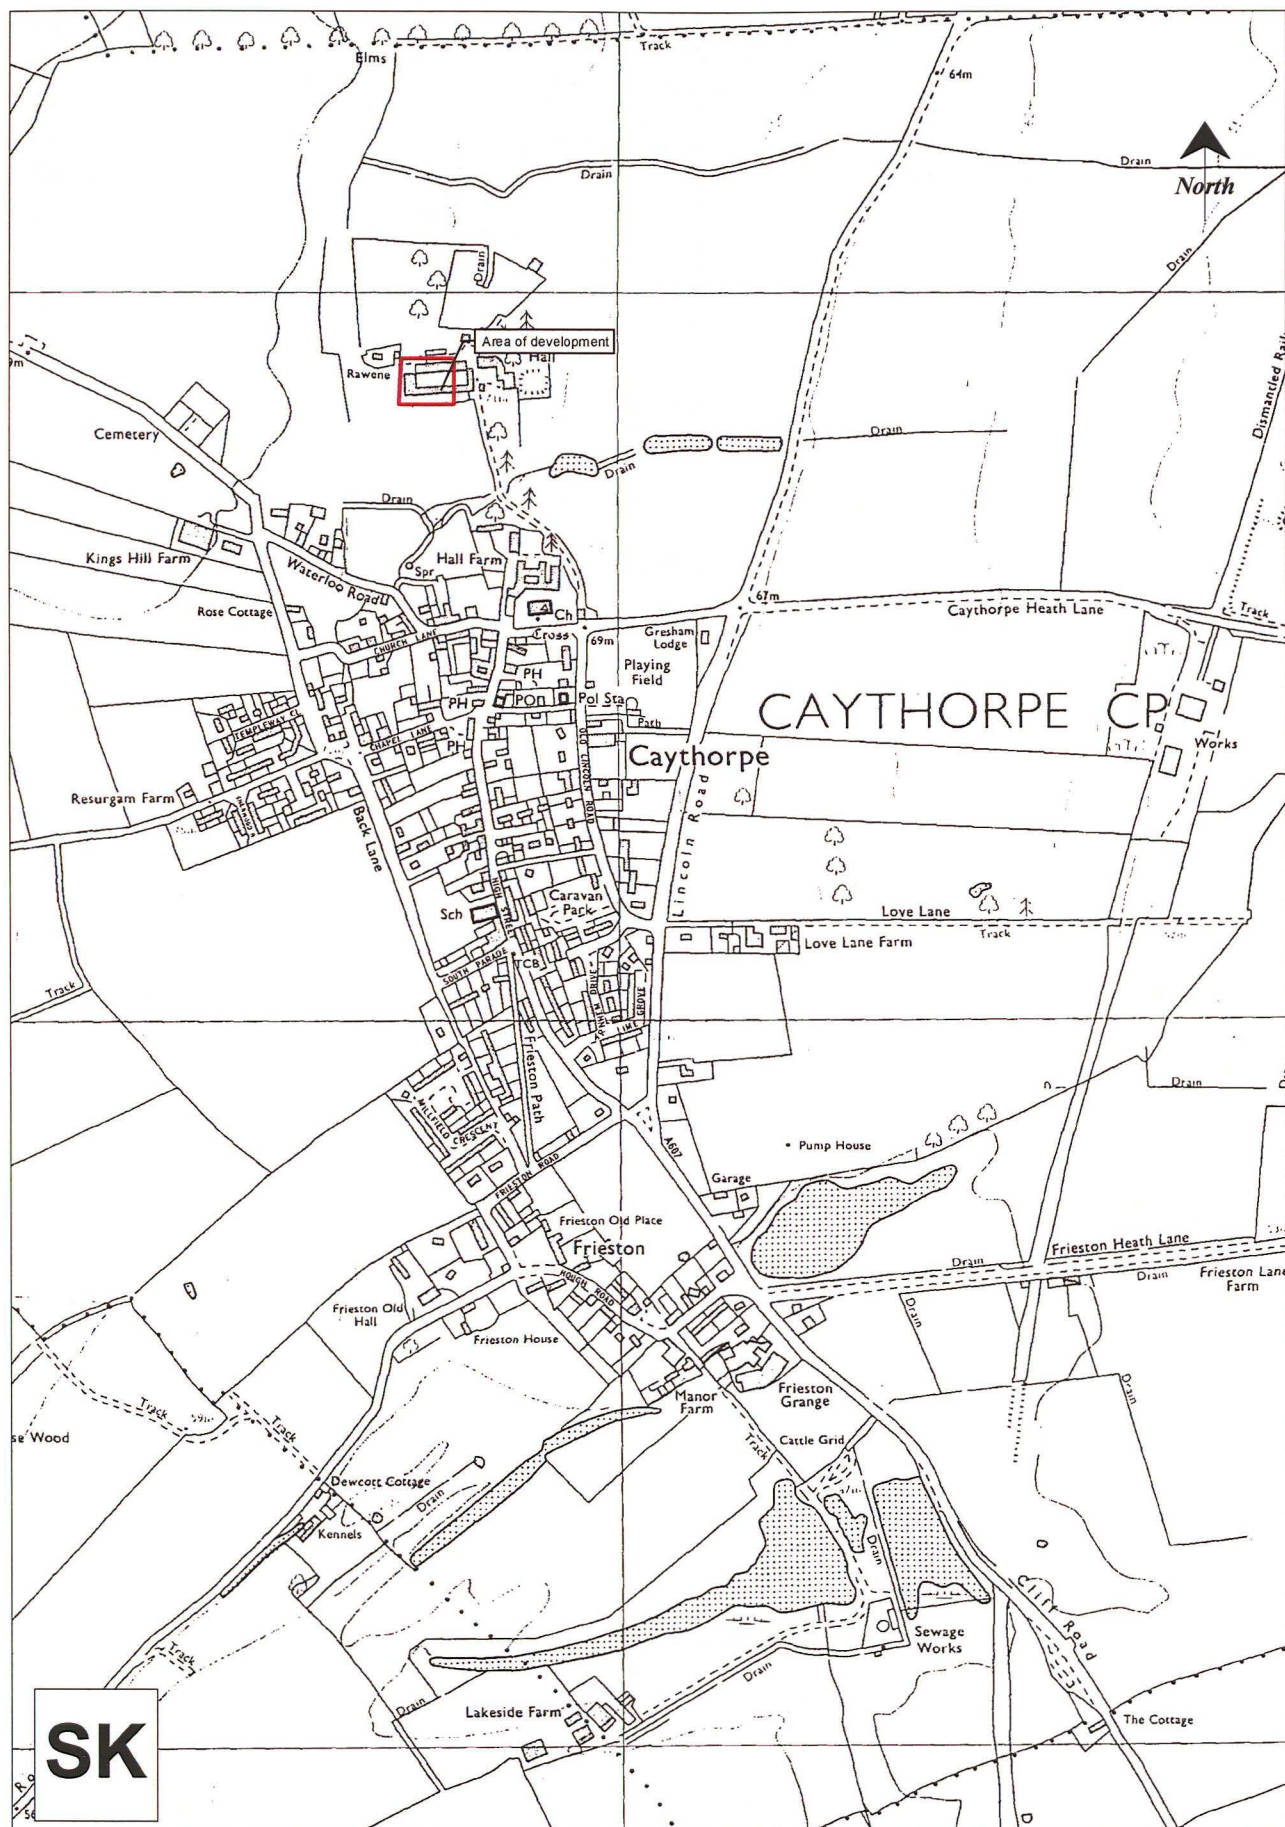 Track
Elms
64m
Drain
Drain
North
Drain
Drain
Area of development
Hall
Rawene
Dismantled Rail
Cemetery
Drain
Drain
Drain
Kings Hill Farm
Waterloo Road
Spr
Hall Farm
Rose Cottage
Ch
67m
Caythorpe Heath Lane
Track
CHURCH LANE
Cross
69m
Gresham
Lodge
Playing
Field
PH
PH
POn
Pol Sta
CAYTHORPE CP
TEMPLEWAY CL
CHAPEL LANE
PH
Path
OLD LINCOLN ROAD
Caythorpe
Works
Resurgam Farm
Back Lane
Lincoln Road
Sch
HIGH STREE
Caravan
Park
Love Lane
Track
Love Lane Farm
SOUTH PARADE
TCB
Track
DRIVE
LIME GROVE
Frieston Path
Drain
MILLFIELD
CRESCENT
A607
Pump House
FRIESTON ROAD
Garage
Frieston Old Place
Frieston
HOUGH ROAD
Frieston Heath Lane
Drain
Drain
Frieston Lane
Farm
Frieston Old
Hall
Frieston House
Drain
Drain
Manor
Farm
Frieston
Grange
Track
59m
Track
se Wood
Cattle Grid
Track
Dewcott Cottage
Drain
Kennels
Drain
Cliff Road
Sewage
Works
Track
Drain
Drain
Lakeside Farm
The Cottage
SK